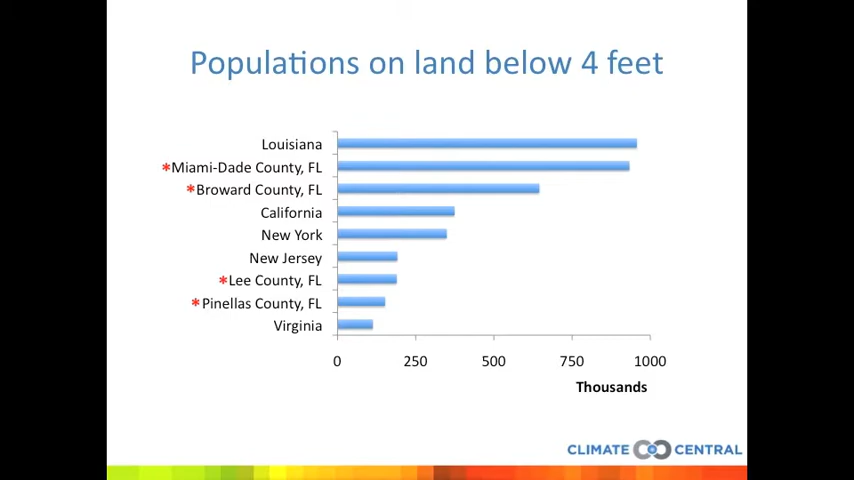 Populations on land below 4 feet
Louisiana
*Miami-Dade County, FL
*Broward County, FL
California
New York
New Jersey
*Lee County, FL
*Pinellas County, FL
Virginia
0 250 500 750 1000
Thousands
CLIMATE CENTRAL